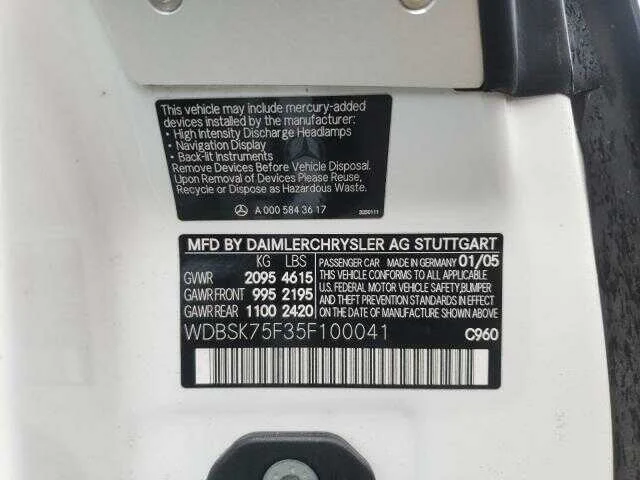 This vehicle may include mercury-added
devices installed by the manufacturer:
• High Intensity Discharge Headlamps
• Navigation Display
• Back-lit Instruments
Remove Devices Before Vehicle Disposal.
Upon Removal of Devices Please Reuse,
Recycle or Dispose as Hazardous Waste.
A 000 584 36 17
MFD BY DAIMLERCHRYSLER AG STUTTGART
KG LBS PASSENGER CAR MADE IN GERMANY 01/05
GVWR 2095 4615 THIS VEHICLE CONFORMS TO ALL APPLICABLE
GAWR FRONT 995 2195 U.S. FEDERAL MOTOR VEHICLE SAFETY, BUMPER
GAWR REAR 1100 2420 AND THEFT PREVENTION STANDARDS IN EFFECT
ON THE DATE OF MANUFACTURE SHOWN ABOVE.
WDBSK75F35F100041 C960